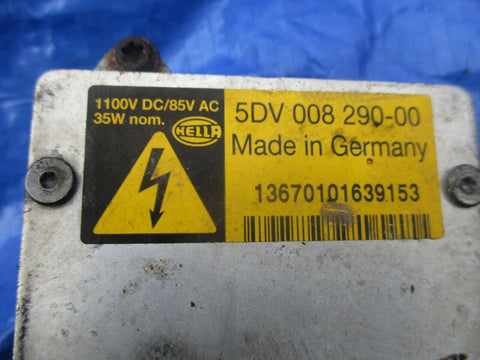 1100V DC/85V AC
35W nom.
HELLA
5DV 008 290-00
Made in Germany
13670101639153